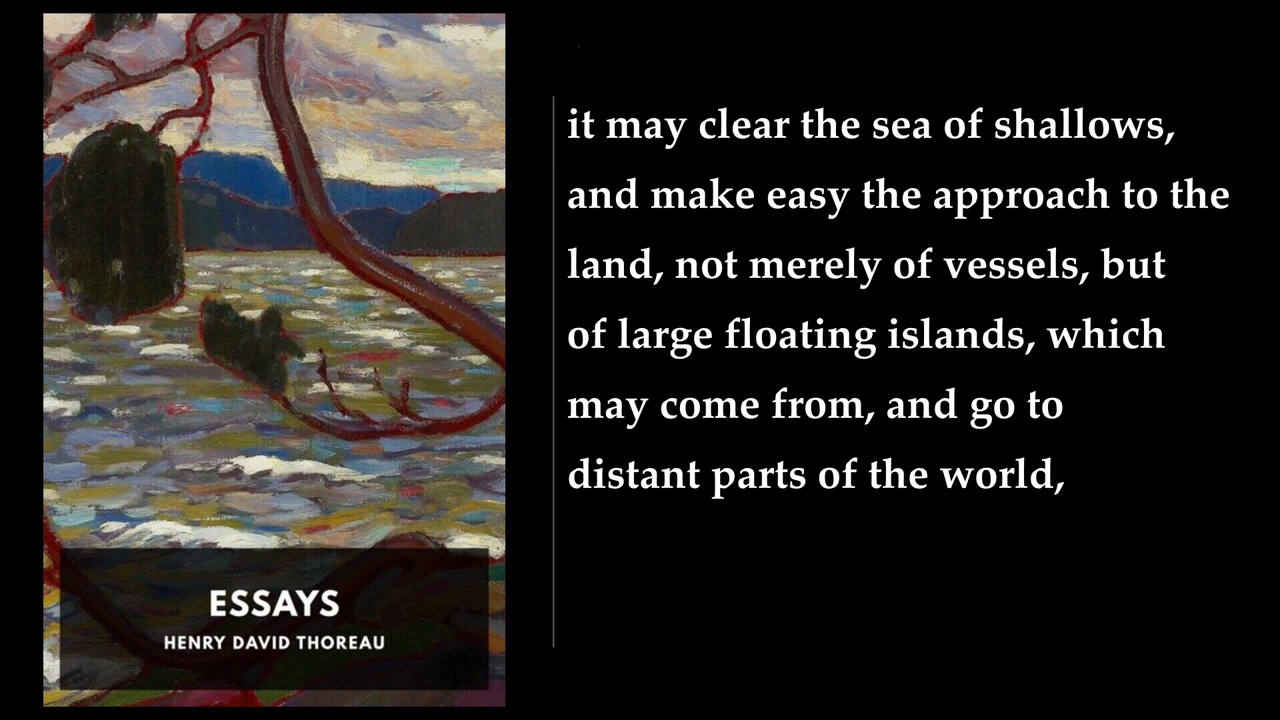 ESSAYS
HENRY DAVID THOREAU
it may clear the sea of shallows,
and make easy the approach to the
land, not merely of vessels, but
of large floating islands, which
may come from, and go to
distant parts of the world,